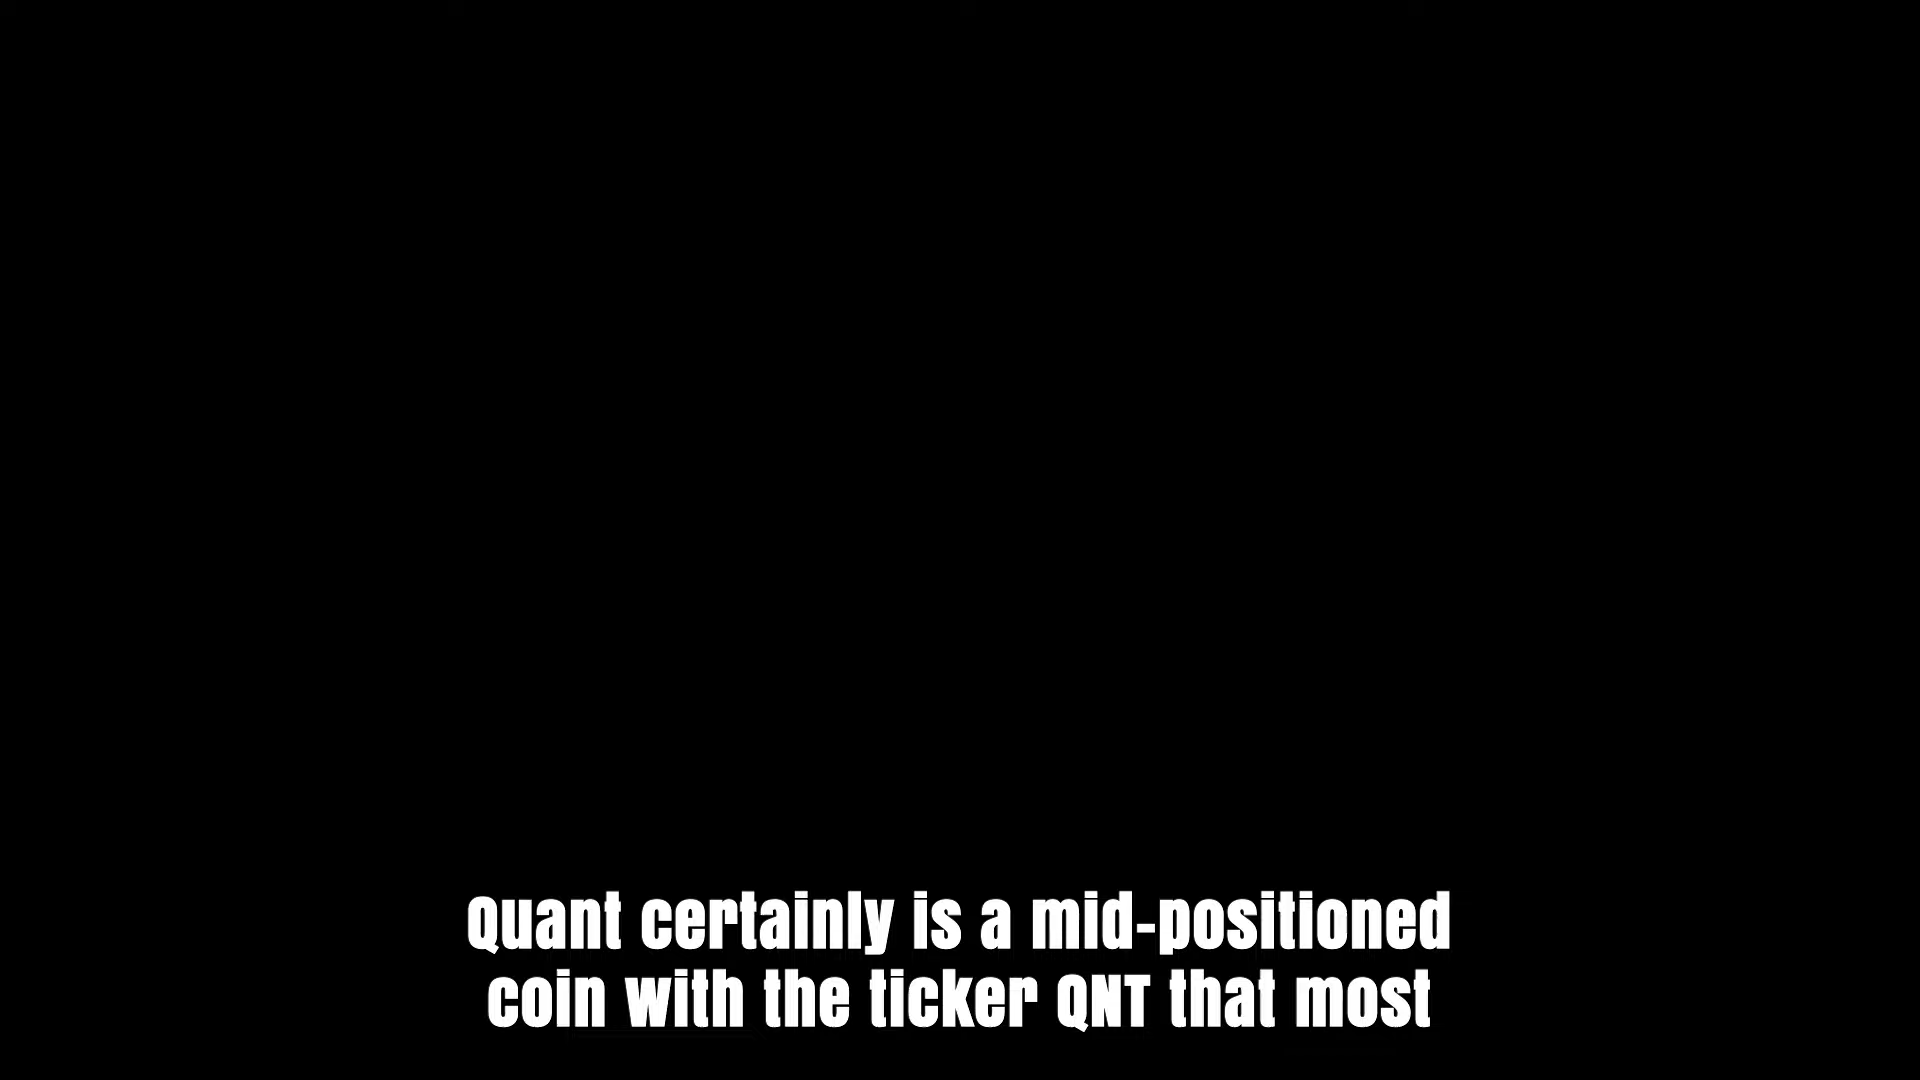 Quant certainly is a mid-positioned
coin with the ticker QNT that most